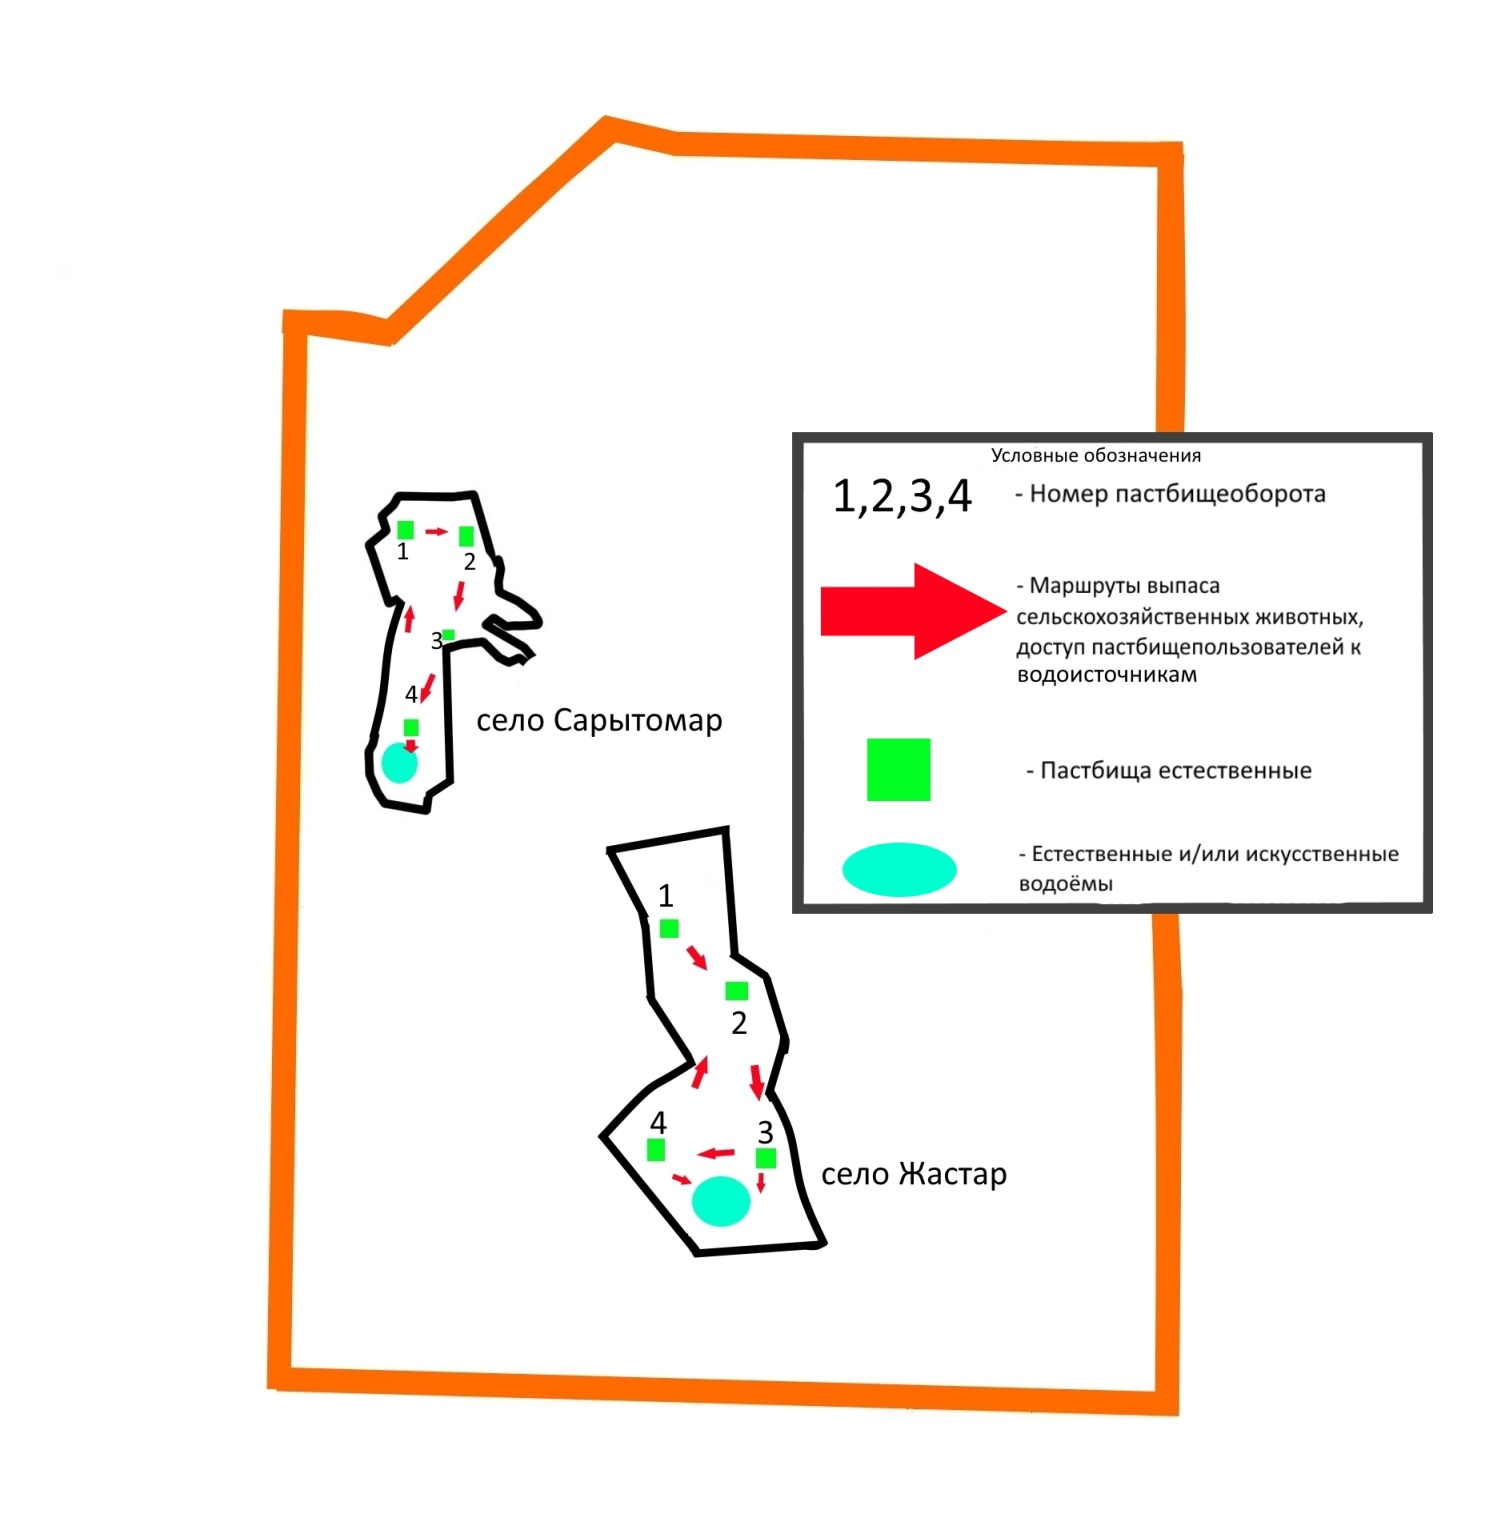 Условные обозначения
1,2,3,4 - Номер пастбищеоборота
- Маршруты выпаса
сельскохозяйственных животных,
доступ пастбищепользователей к
водоисточникам
- Пастбища естественные
- Естественные и/или искусственные
водоёмы
1
2
3
4
село Сарытомар
1
2
4
3
село Жастар